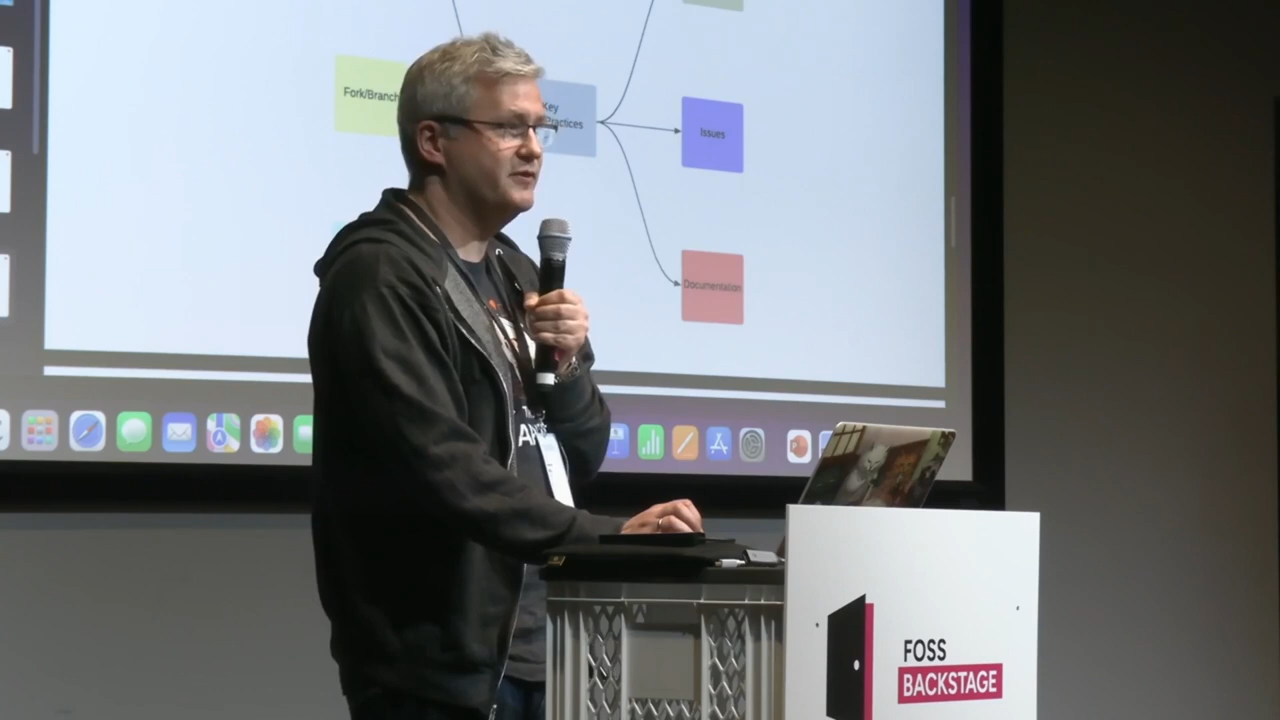 Fork/Branch
Key
Practices
Issues
Documentation
FOSS
BACKSTAGE